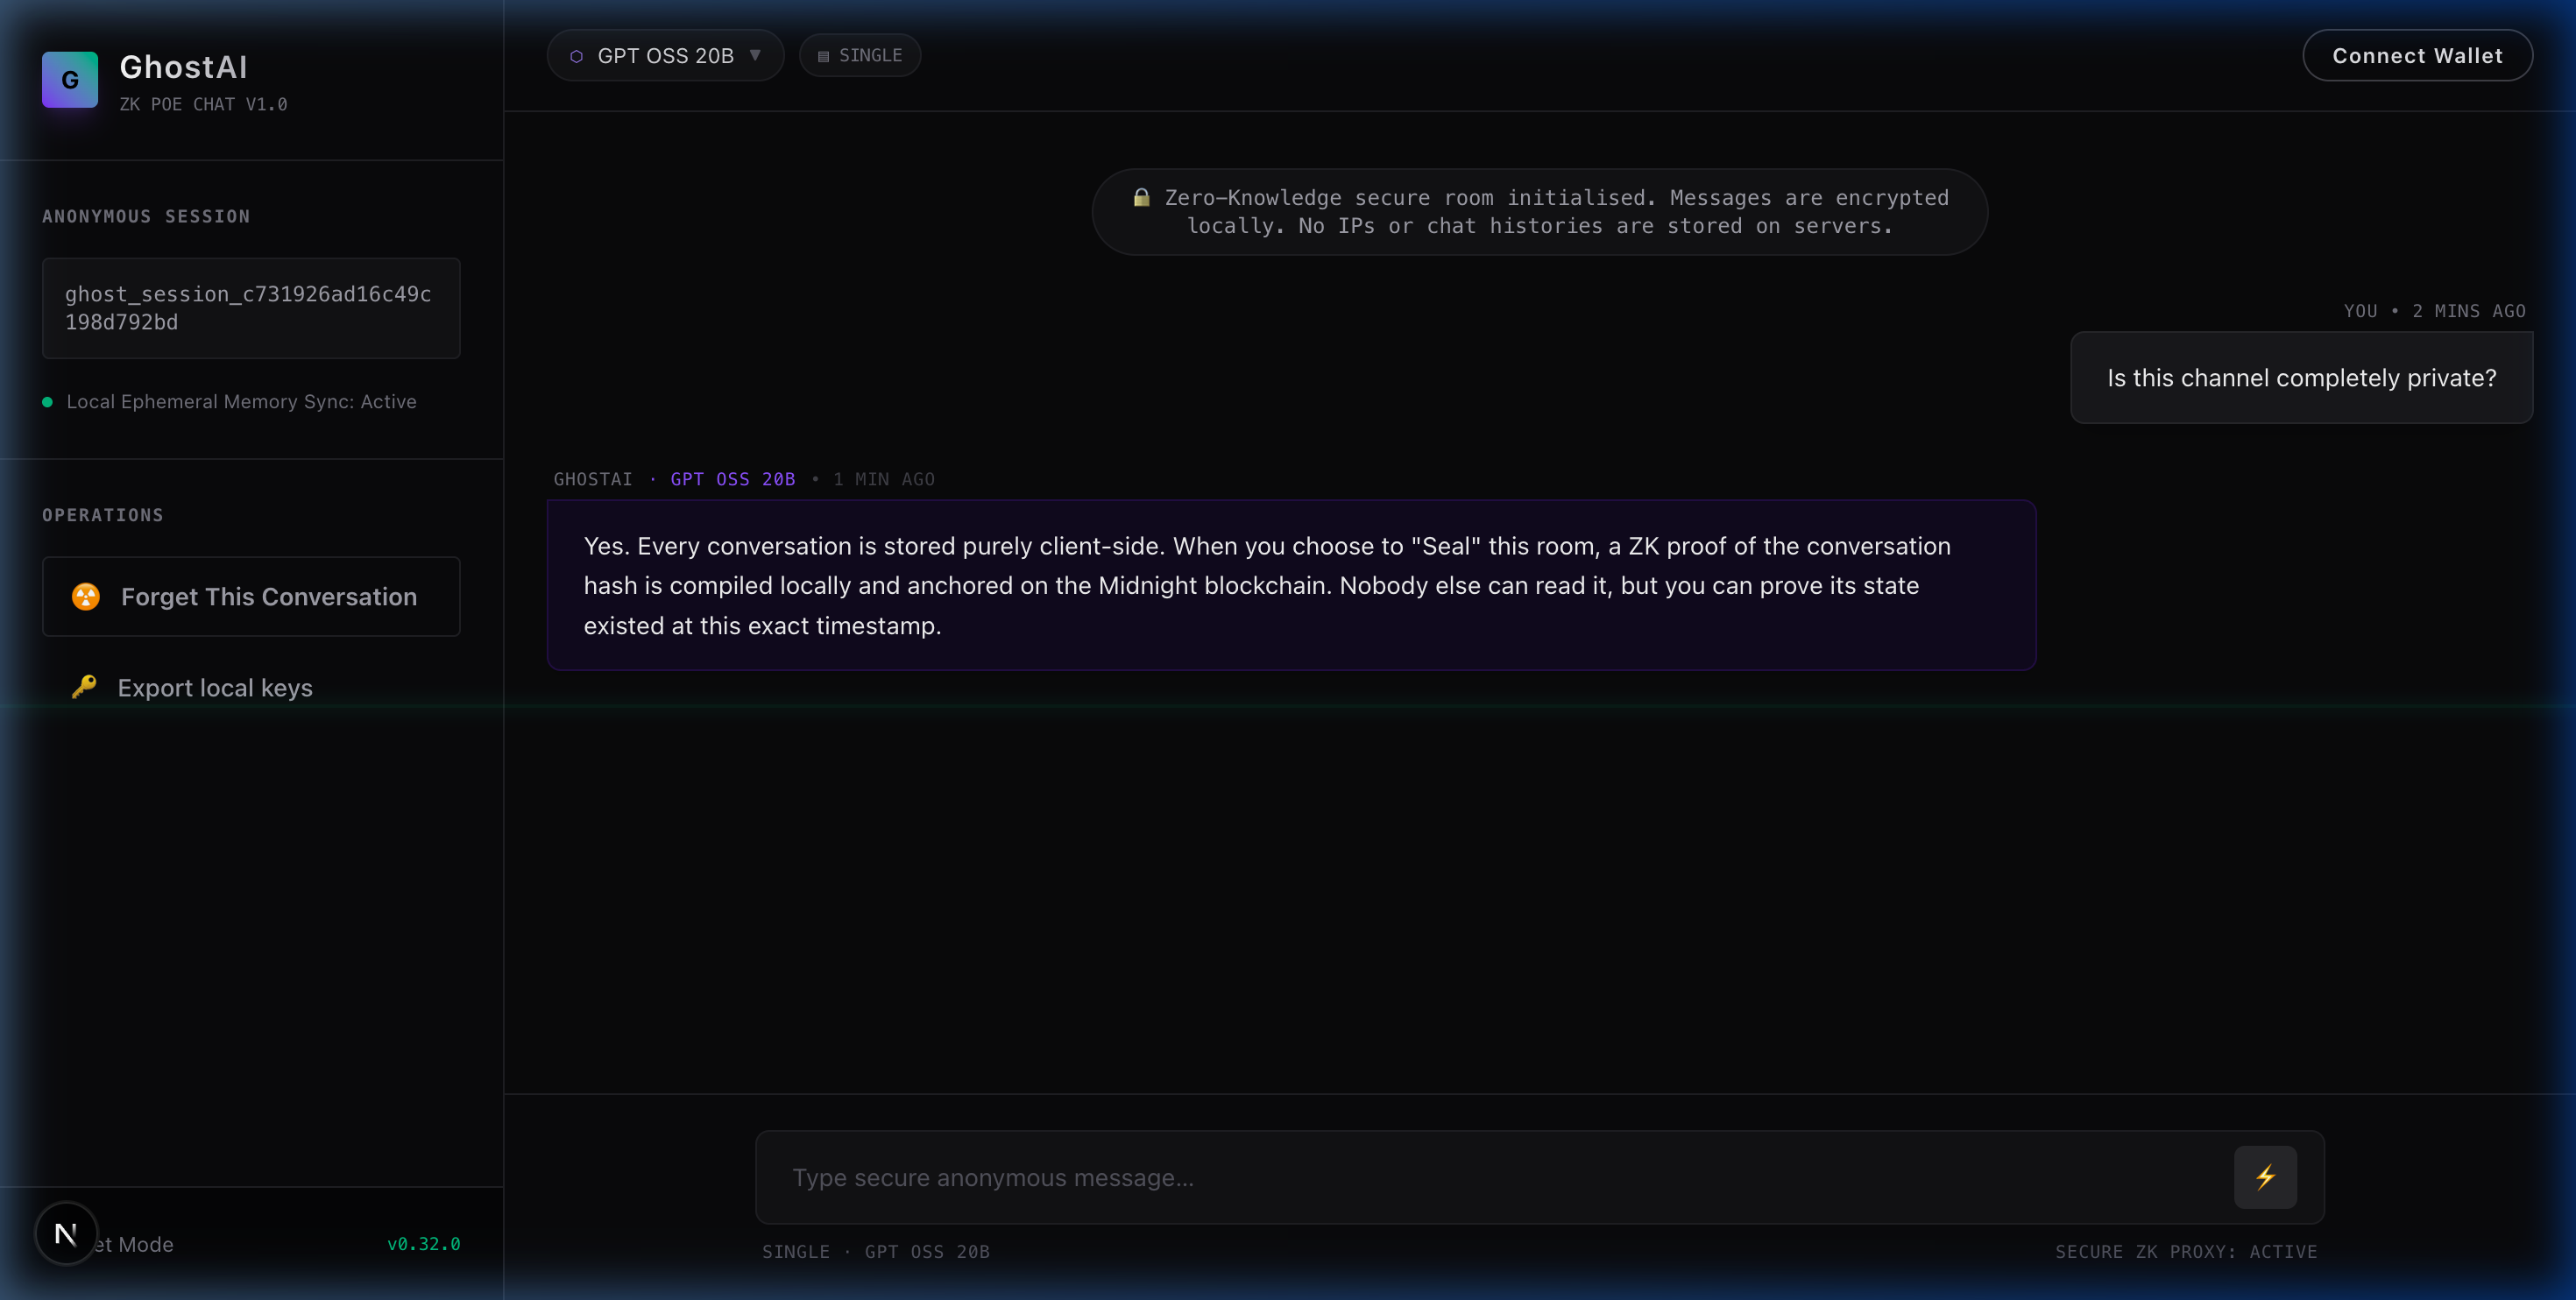 G
GhostAI
ZK POE CHAT V1.0
ANONYMOUS SESSION
ghost_session_c731926ad16c49c
198d792bd
Local Ephemeral Memory Sync: Active
OPERATIONS
Forget This Conversation
Export local keys
N
et Mode
v0.32.0
GPT OSS 20B
SINGLE
Connect Wallet
Zero-Knowledge secure room initialised. Messages are encrypted
locally. No IPs or chat histories are stored on servers.
YOU • 2 MINS AGO
Is this channel completely private?
GHOSTAI · GPT OSS 20B • 1 MIN AGO
Yes. Every conversation is stored purely client-side. When you choose to "Seal" this room, a ZK proof of the conversation
hash is compiled locally and anchored on the Midnight blockchain. Nobody else can read it, but you can prove its state
existed at this exact timestamp.
Type secure anonymous message...
SINGLE · GPT OSS 20B
SECURE ZK PROXY: ACTIVE